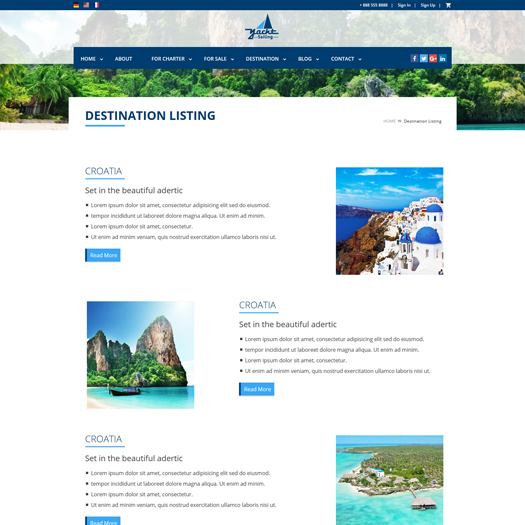 + 888 555 8888 | Sign In | Sign Up |
Yacht
Sailing
HOME ABOUT FOR CHARTER FOR SALE DESTINATION BLOG CONTACT
DESTINATION LISTING
HOME » Destination Listing
CROATIA
Set in the beautiful adertic
Lorem ipsum dolor sit amet, consectetur adipisicing elit sed do eiusmod.
tempor incididunt ut laboreet dolore magna aliqua. Ut enim ad minim.
Lorem ipsum dolor sit amet, consectetur.
Ut enim ad minim veniam, quis nostrud exercitation ullamco laboris nisi ut.
Read More
CROATIA
Set in the beautiful adertic
Lorem ipsum dolor sit amet, consectetur adipisicing elit sed do eiusmod.
tempor incididunt ut laboreet dolore magna aliqua. Ut enim ad minim.
Lorem ipsum dolor sit amet, consectetur.
Ut enim ad minim veniam, quis nostrud exercitation ullamco laboris nisi ut.
Read More
CROATIA
Set in the beautiful adertic
Lorem ipsum dolor sit amet, consectetur adipisicing elit sed do eiusmod.
tempor incididunt ut laboreet dolore magna aliqua. Ut enim ad minim.
Lorem ipsum dolor sit amet, consectetur.
Ut enim ad minim veniam, quis nostrud exercitation ullamco laboris nisi ut.
Read More